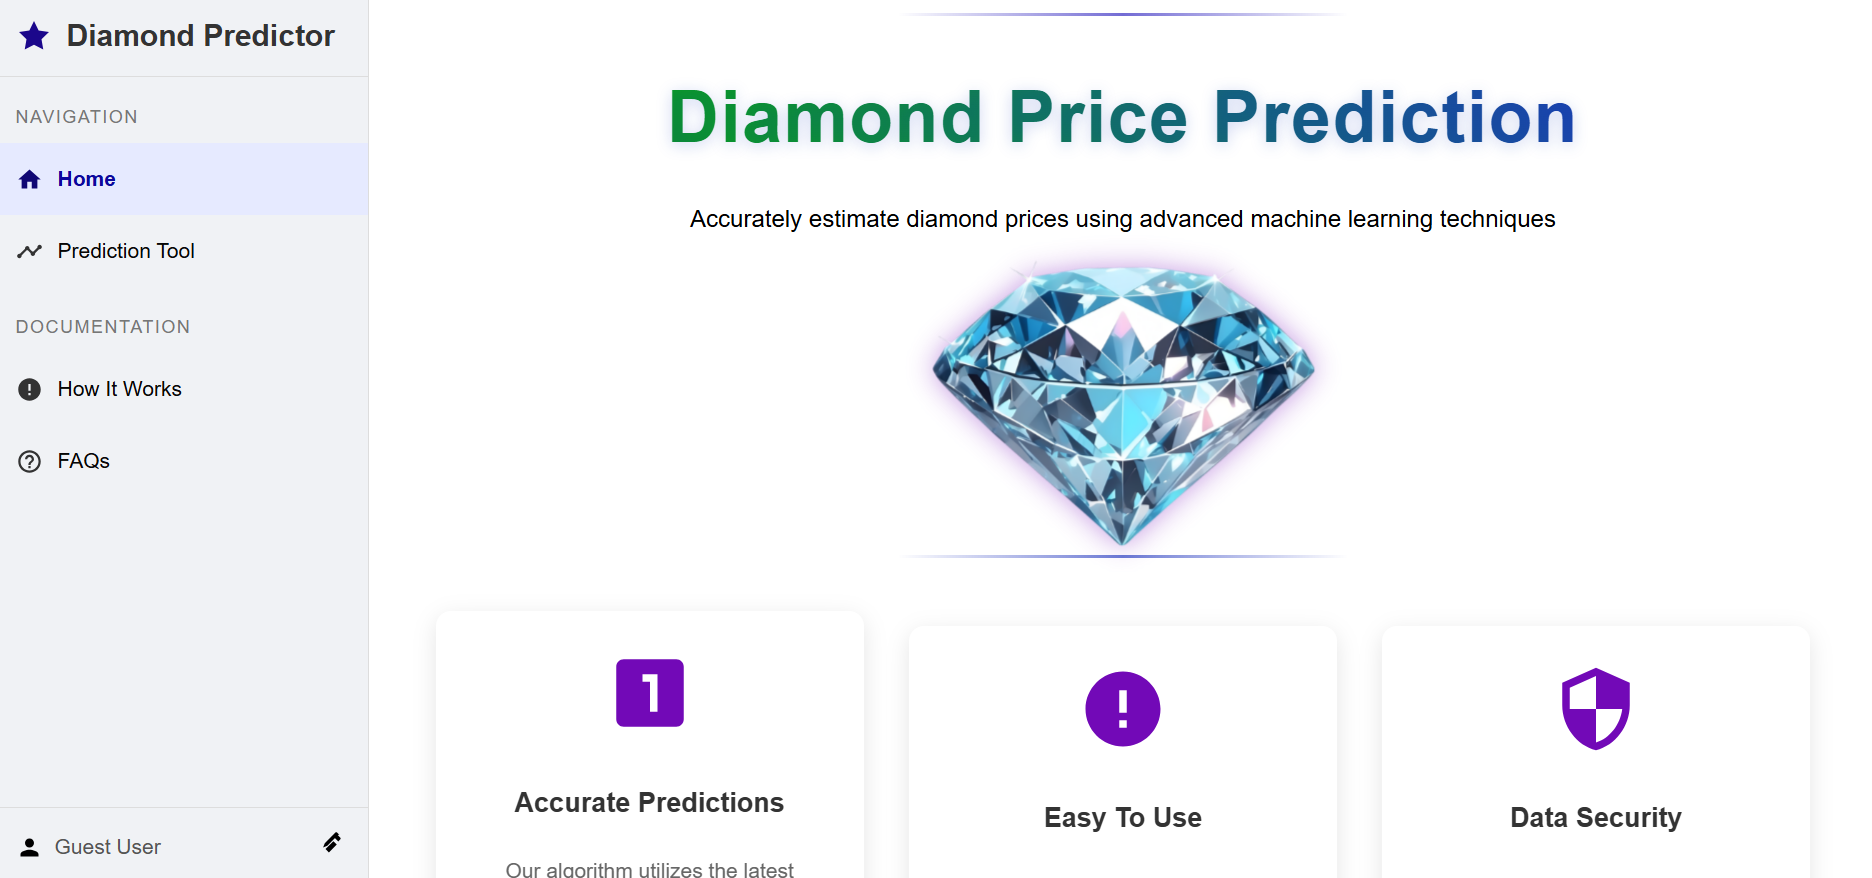 Diamond Predictor
NAVIGATION
Home
Prediction Tool
DOCUMENTATION
How It Works
FAQs
Guest User
Diamond Price Prediction
Accurately estimate diamond prices using advanced machine learning techniques
1
Accurate Predictions
Our algorithm utilizes the latest
Easy To Use
Data Security